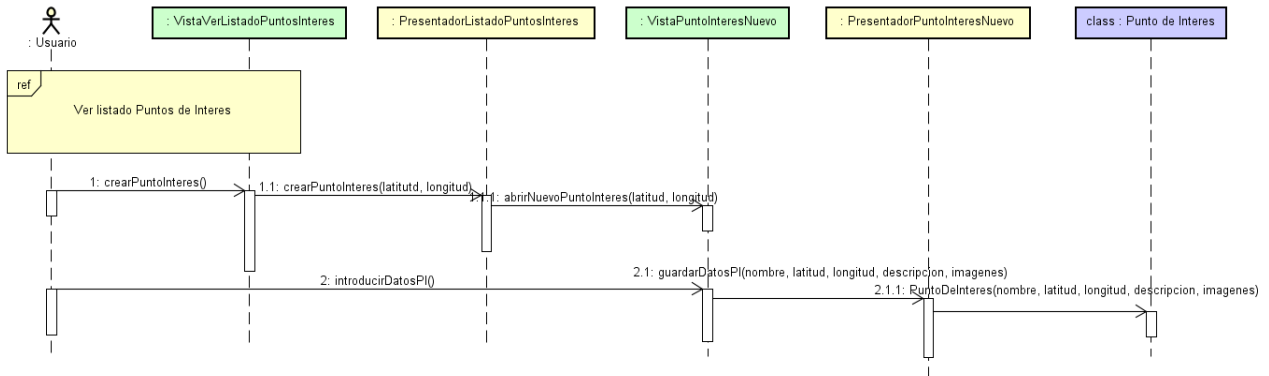 : Usuario
: VistaVerListadoPuntosInteres
: PresentadorListadoPuntosInteres
: VistaPuntoInteresNuevo
: PresentadorPuntoInteresNuevo
class : Punto de Interes
ref
Ver listado Puntos de Interes
1: crearPuntoInteres()
1.1: crearPuntoInteres(latitutd, longitud)
1.1.1: abrirNuevoPuntoInteres(latitud, longitud)
2: introducirDatosPI()
2.1: guardarDatosPI(nombre, latitud, longitud, descripcion, imagenes)
2.1.1: PuntoDeInteres(nombre, latitud, longitud, descripcion, imagenes)